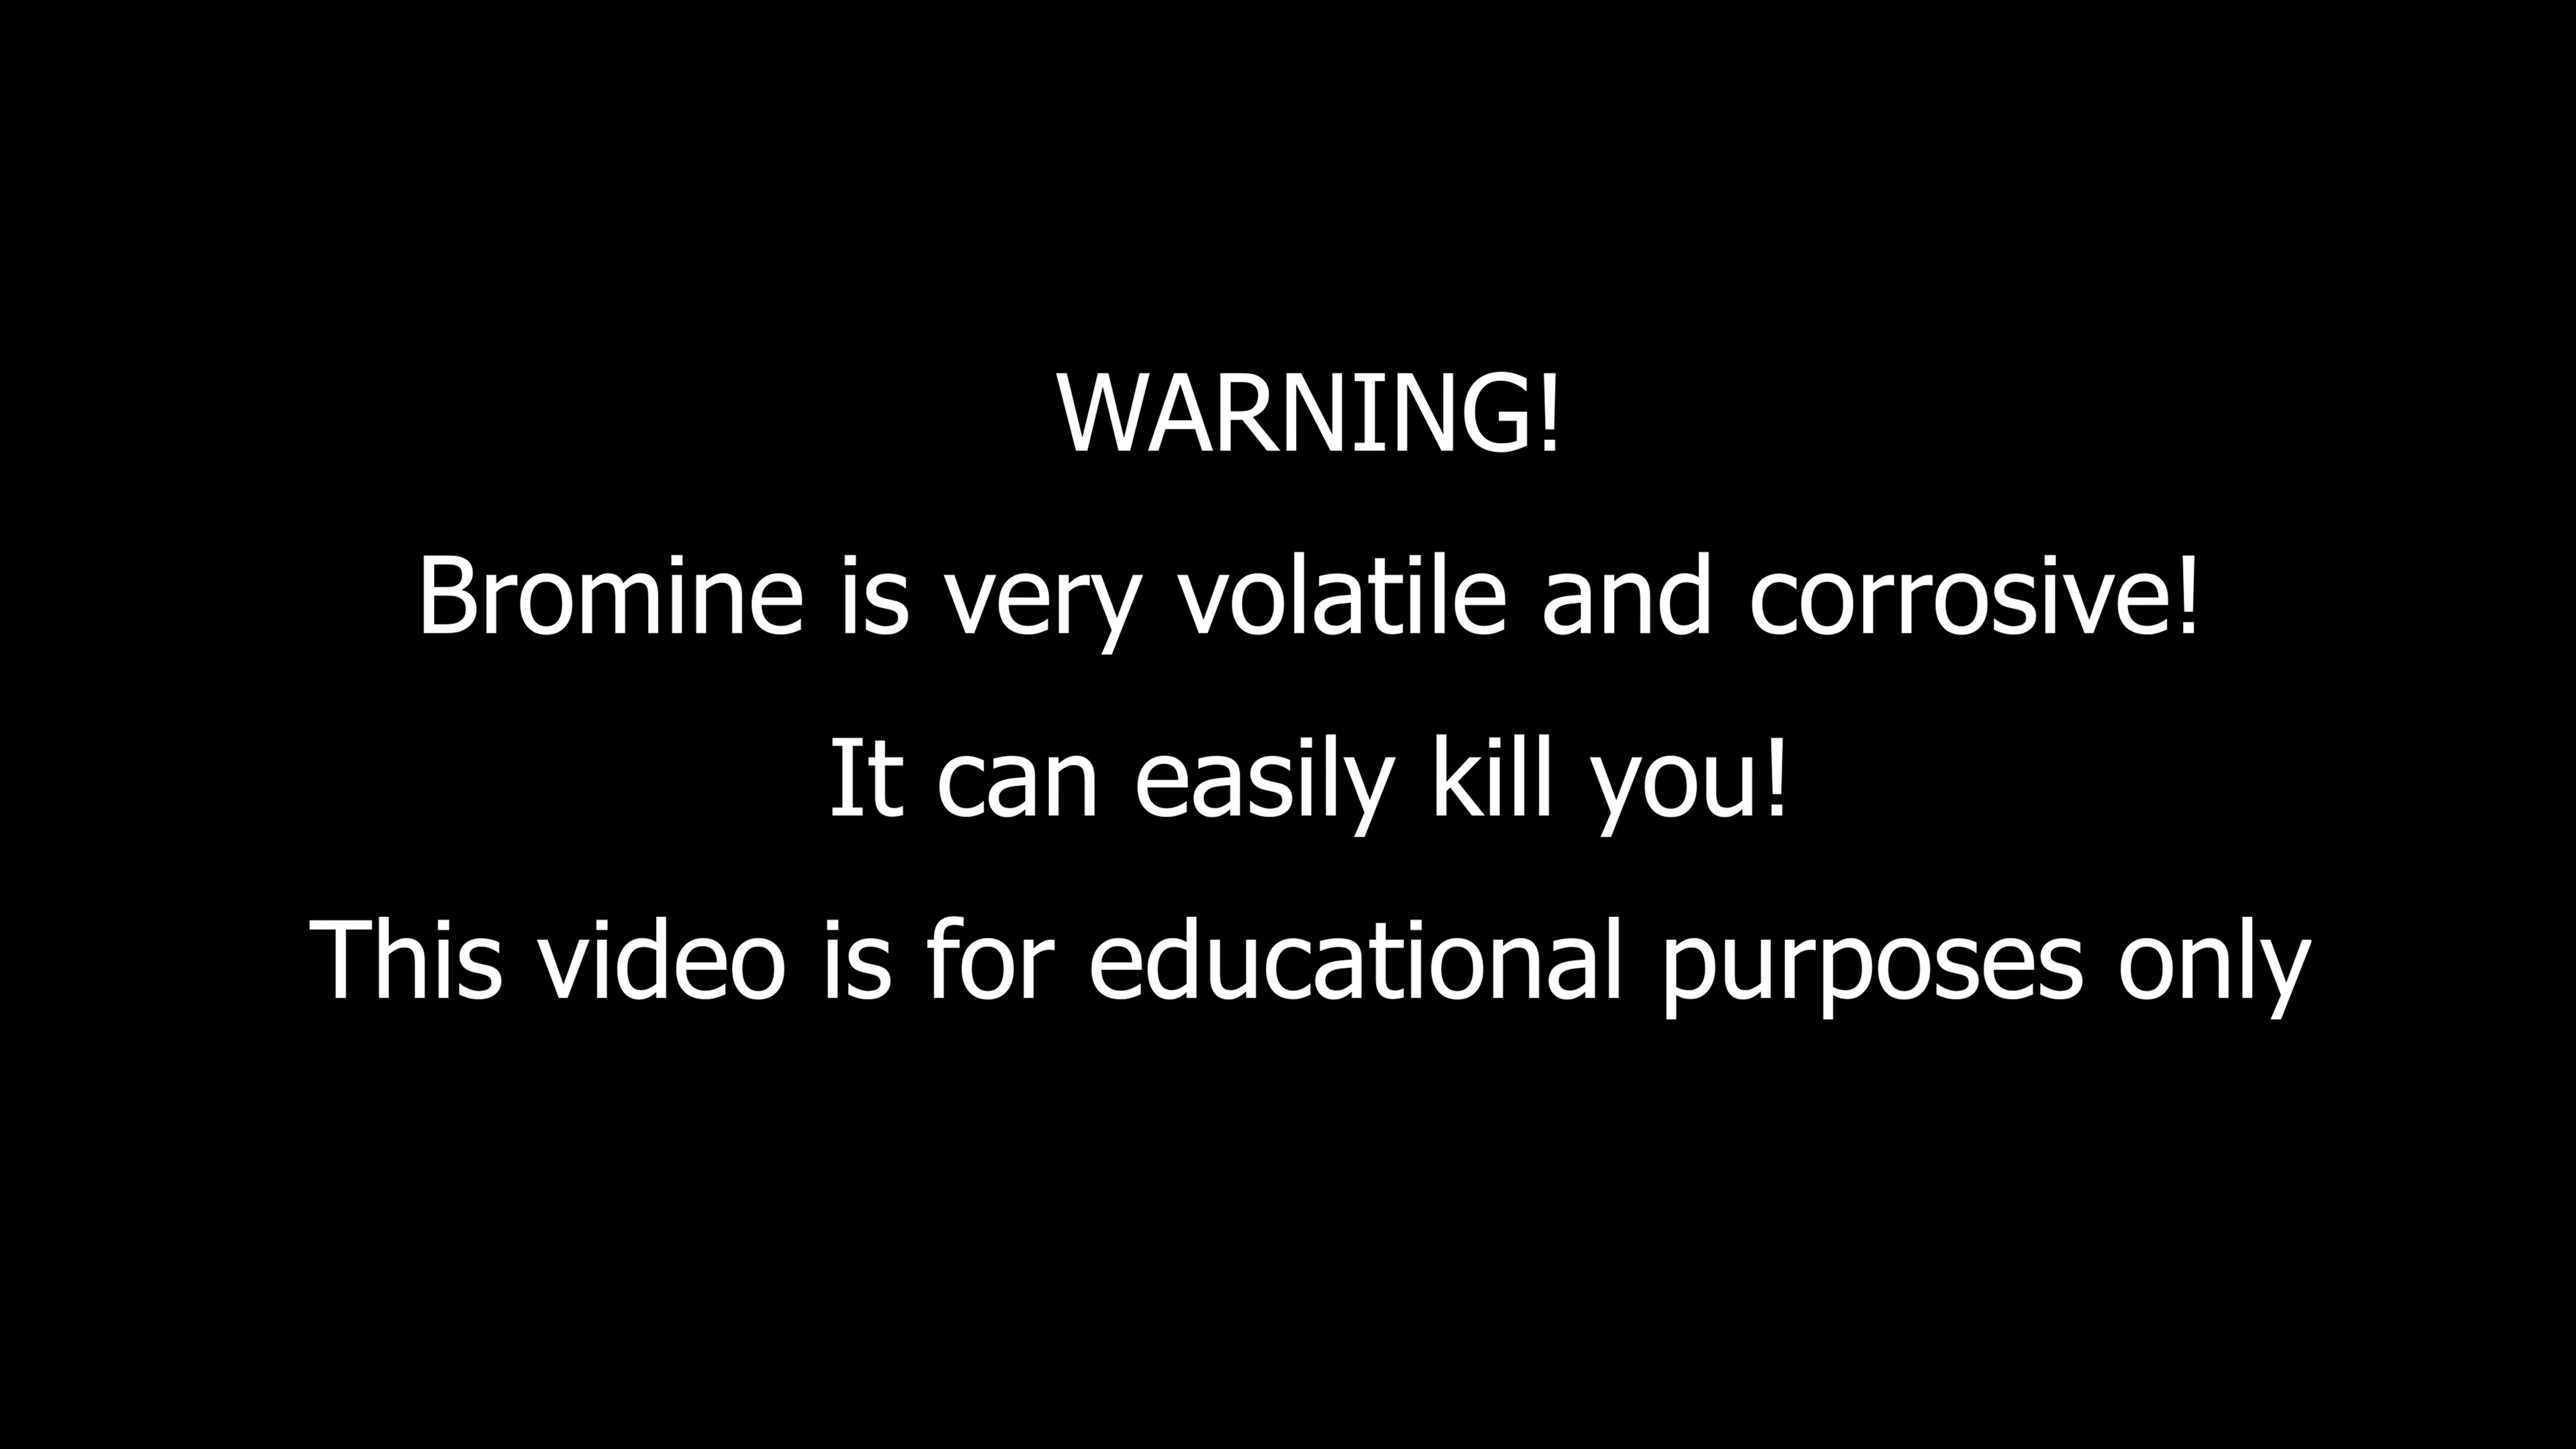 WARNING!
Bromine is very volatile and corrosive!
It can easily kill you!
This video is for educational purposes only